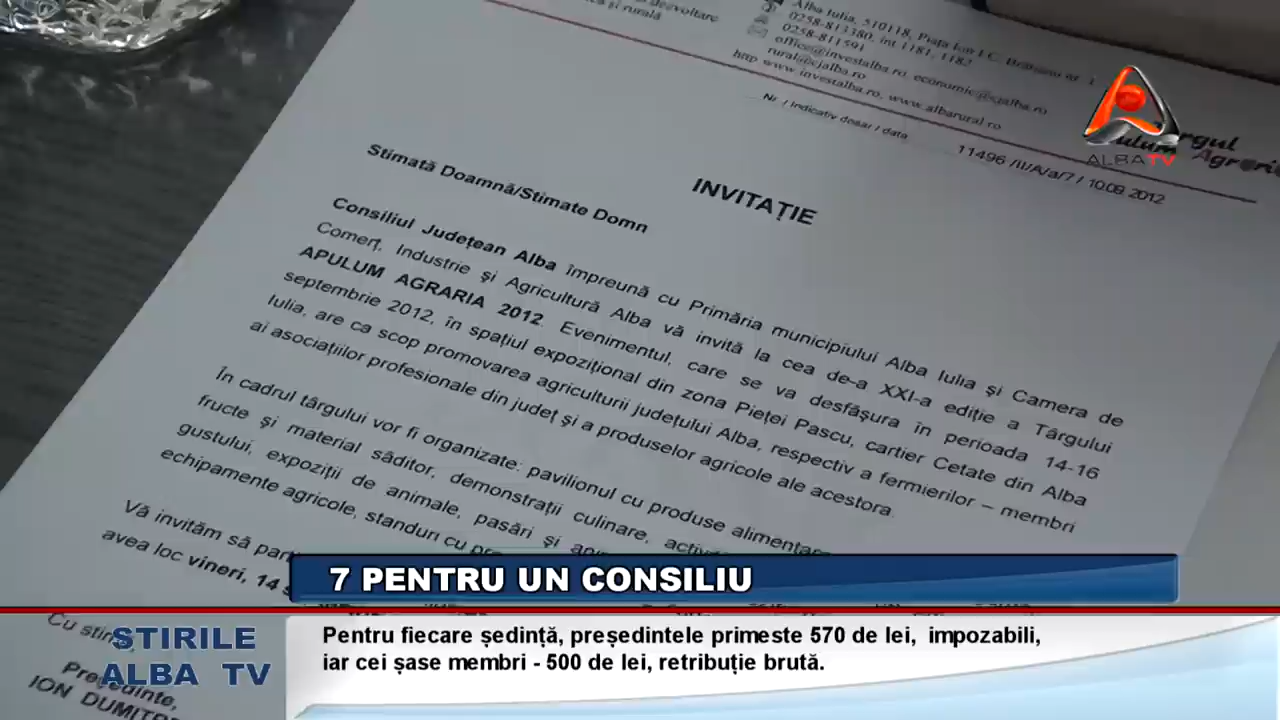 dezvoltare
și rurală
Alba Iulia, 510118, Piața Ion I.C. Brătianu nr. 1
0258-813380, int 1181, 1182
0258-811591
office@investalba.ro, economic@cjalba.ro
rural@cjalba.ro
http www.investalba.ro, www.albarural.ro
Nr. / Indicativ dosar / data
11496 /II/A/a/7 / 10.09 2012
ALBA TV
INVITAȚIE
Stimată Doamnă/Stimate Domn
Consiliul Județean Alba împreună cu Primăria municipiului Alba Iulia și Camera de
Comerț, Industrie și Agricultură Alba vă invită la cea de-a XXI-a ediție a Târgului
APULUM AGRARIA 2012. Evenimentul, care se va desfășura în perioada 14-16
septembrie 2012, în spațiul expozițional din zona Pieței Pascu, cartier Cetate din Alba
Iulia, are ca scop promovarea agriculturii județului Alba, respectiv a fermierilor – membri
ai asociațiilor profesionale din județ și a produselor agricole ale acestora
În cadrul târgului vor fi organizate: pavilionul cu produse alimentare
fructe și material săditor, demonstrații culinare,
gustului, expoziții de animale, pasări și
echipamente agricole, standuri cu
Vă invităm să
avea loc vineri, 14
Cu
Președinte,
ION
7 PENTRU UN CONSILIU
STIRILE
ALBA TV
Pentru fiecare ședință, președintele primeste 570 de lei, impozabili,
iar cei șase membri - 500 de lei, retribuție brută.